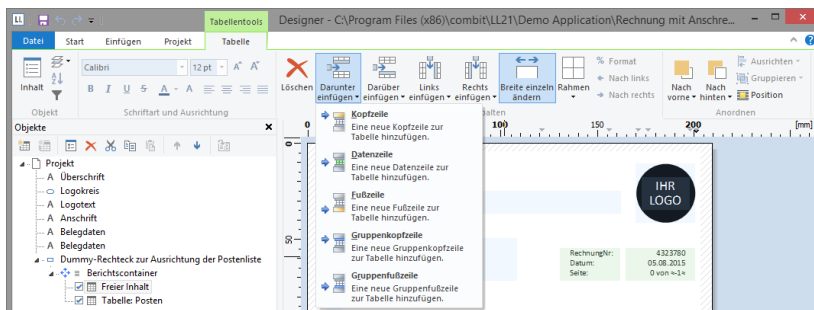 LL
Tabellentools
Designer - C:\Program Files (x86)\combit\LL21\Demo Application\Rechnung mit Anschre...
Datei Start Einfügen Projekt Tabelle
Inhalt
Calibri 12 pt A A
B I U S A A
Löschen
Darunter einfügen
Darüber einfügen
Links einfügen
Rechts einfügen
Breite einzeln ändern
Rahmen
% Format
Nach links
Nach rechts
Nach vorne
Nach hinten
Ausrichten
Gruppieren
Position
Objekt Schriftart und Ausrichtung alten Anordnen
Objekte
Projekt
A Überschrift
Logokreis
A Logotext
A Anschrift
A Belegdaten
A Belegdaten
Dummy-Rechteck zur Ausrichtung der Postenliste
Berichtscontainer
Freier Inhalt
Tabelle: Posten
Kopfzeile
Eine neue Kopfzeile zur
Tabelle hinzufügen.
Datenzeile
Eine neue Datenzeile zur
Tabelle hinzufügen.
Fußzeile
Eine neue Fußzeile zur
Tabelle hinzufügen.
Gruppenkopfzeile
Eine neue Gruppenkopfzeile
zur Tabelle hinzufügen.
Gruppenfußzeile
Eine neue Gruppenfußzeile
zur Tabelle hinzufügen.
0 100 150 200 [mm]
0
50
IHR
LOGO
RechnungNr: 4323780
Datum: 05.08.2015
Seite: 0 von ≈-1≈